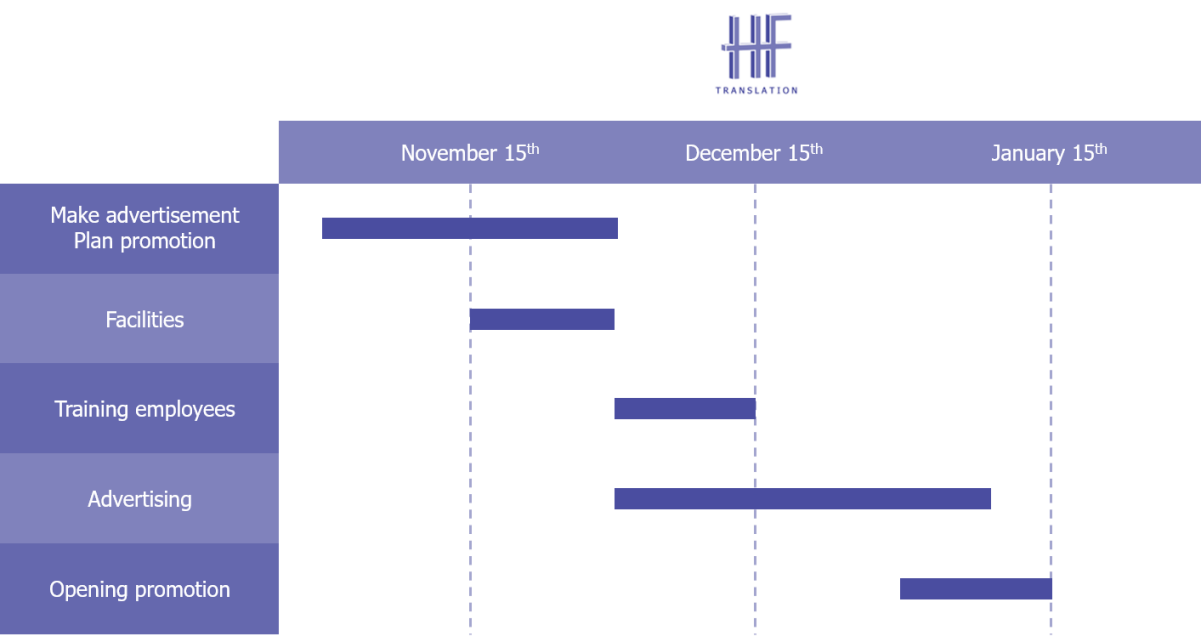 HF
TRANSLATION
November 15th
December 15th
January 15th
Make advertisement
Plan promotion
Facilities
Training employees
Advertising
Opening promotion